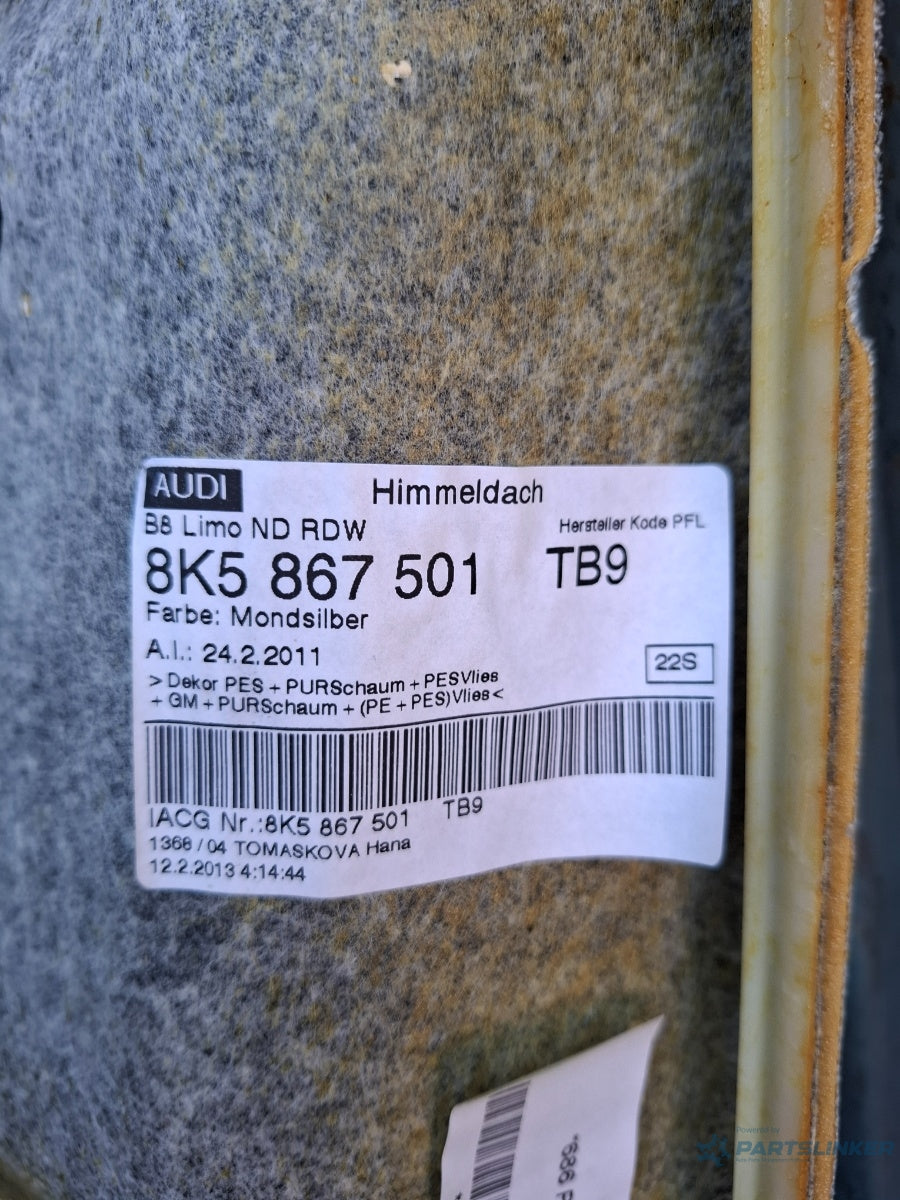 AUDI
Himmeldach
B8 Limo ND RDW
Hersteller Kode PFL
8K5 867 501
TB9
Farbe: Mondsilber
A.I.: 24.2.2011
22S
> Dekor PES + PURSchaum + PESVlies
+ GM + PURSchaum + (PE + PES)Vlies<
IACG Nr.:8K5 867 501 TB9
1366 / 04 TOMASKOVA Hana
12.2.2013 4:14:44
Powered by
PARTSLINKER